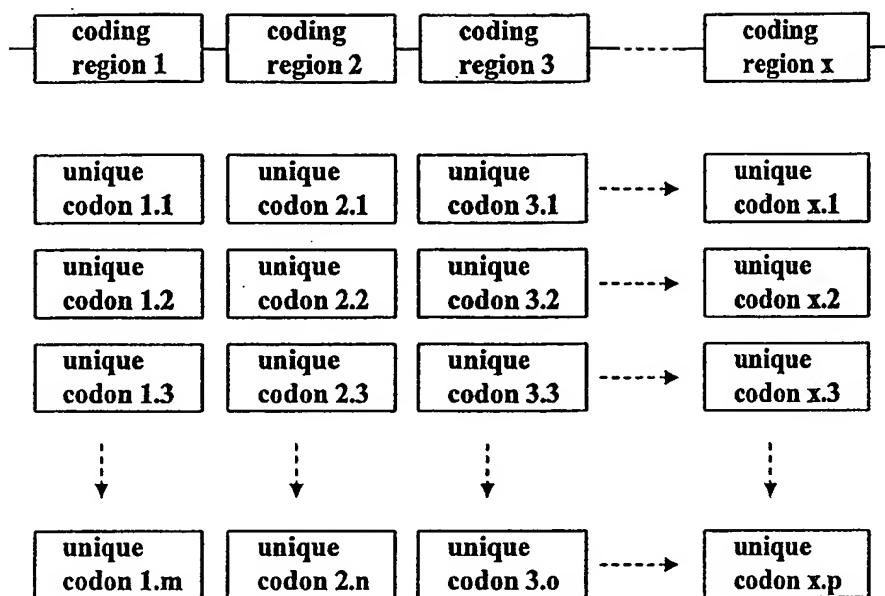 coding coding coding coding
region 1 region 2 region 3 region x
unique unique unique unique
codon 1.1 codon 2.1 codon 3.1 codon x.1
unique unique unique unique
codon 1.2 codon 2.2 codon 3.2 codon x.2
unique unique unique unique
codon 1.3 codon 2.3 codon 3.3 codon x.3
unique unique unique unique
codon 1.m codon 2.n codon 3.o codon x.p